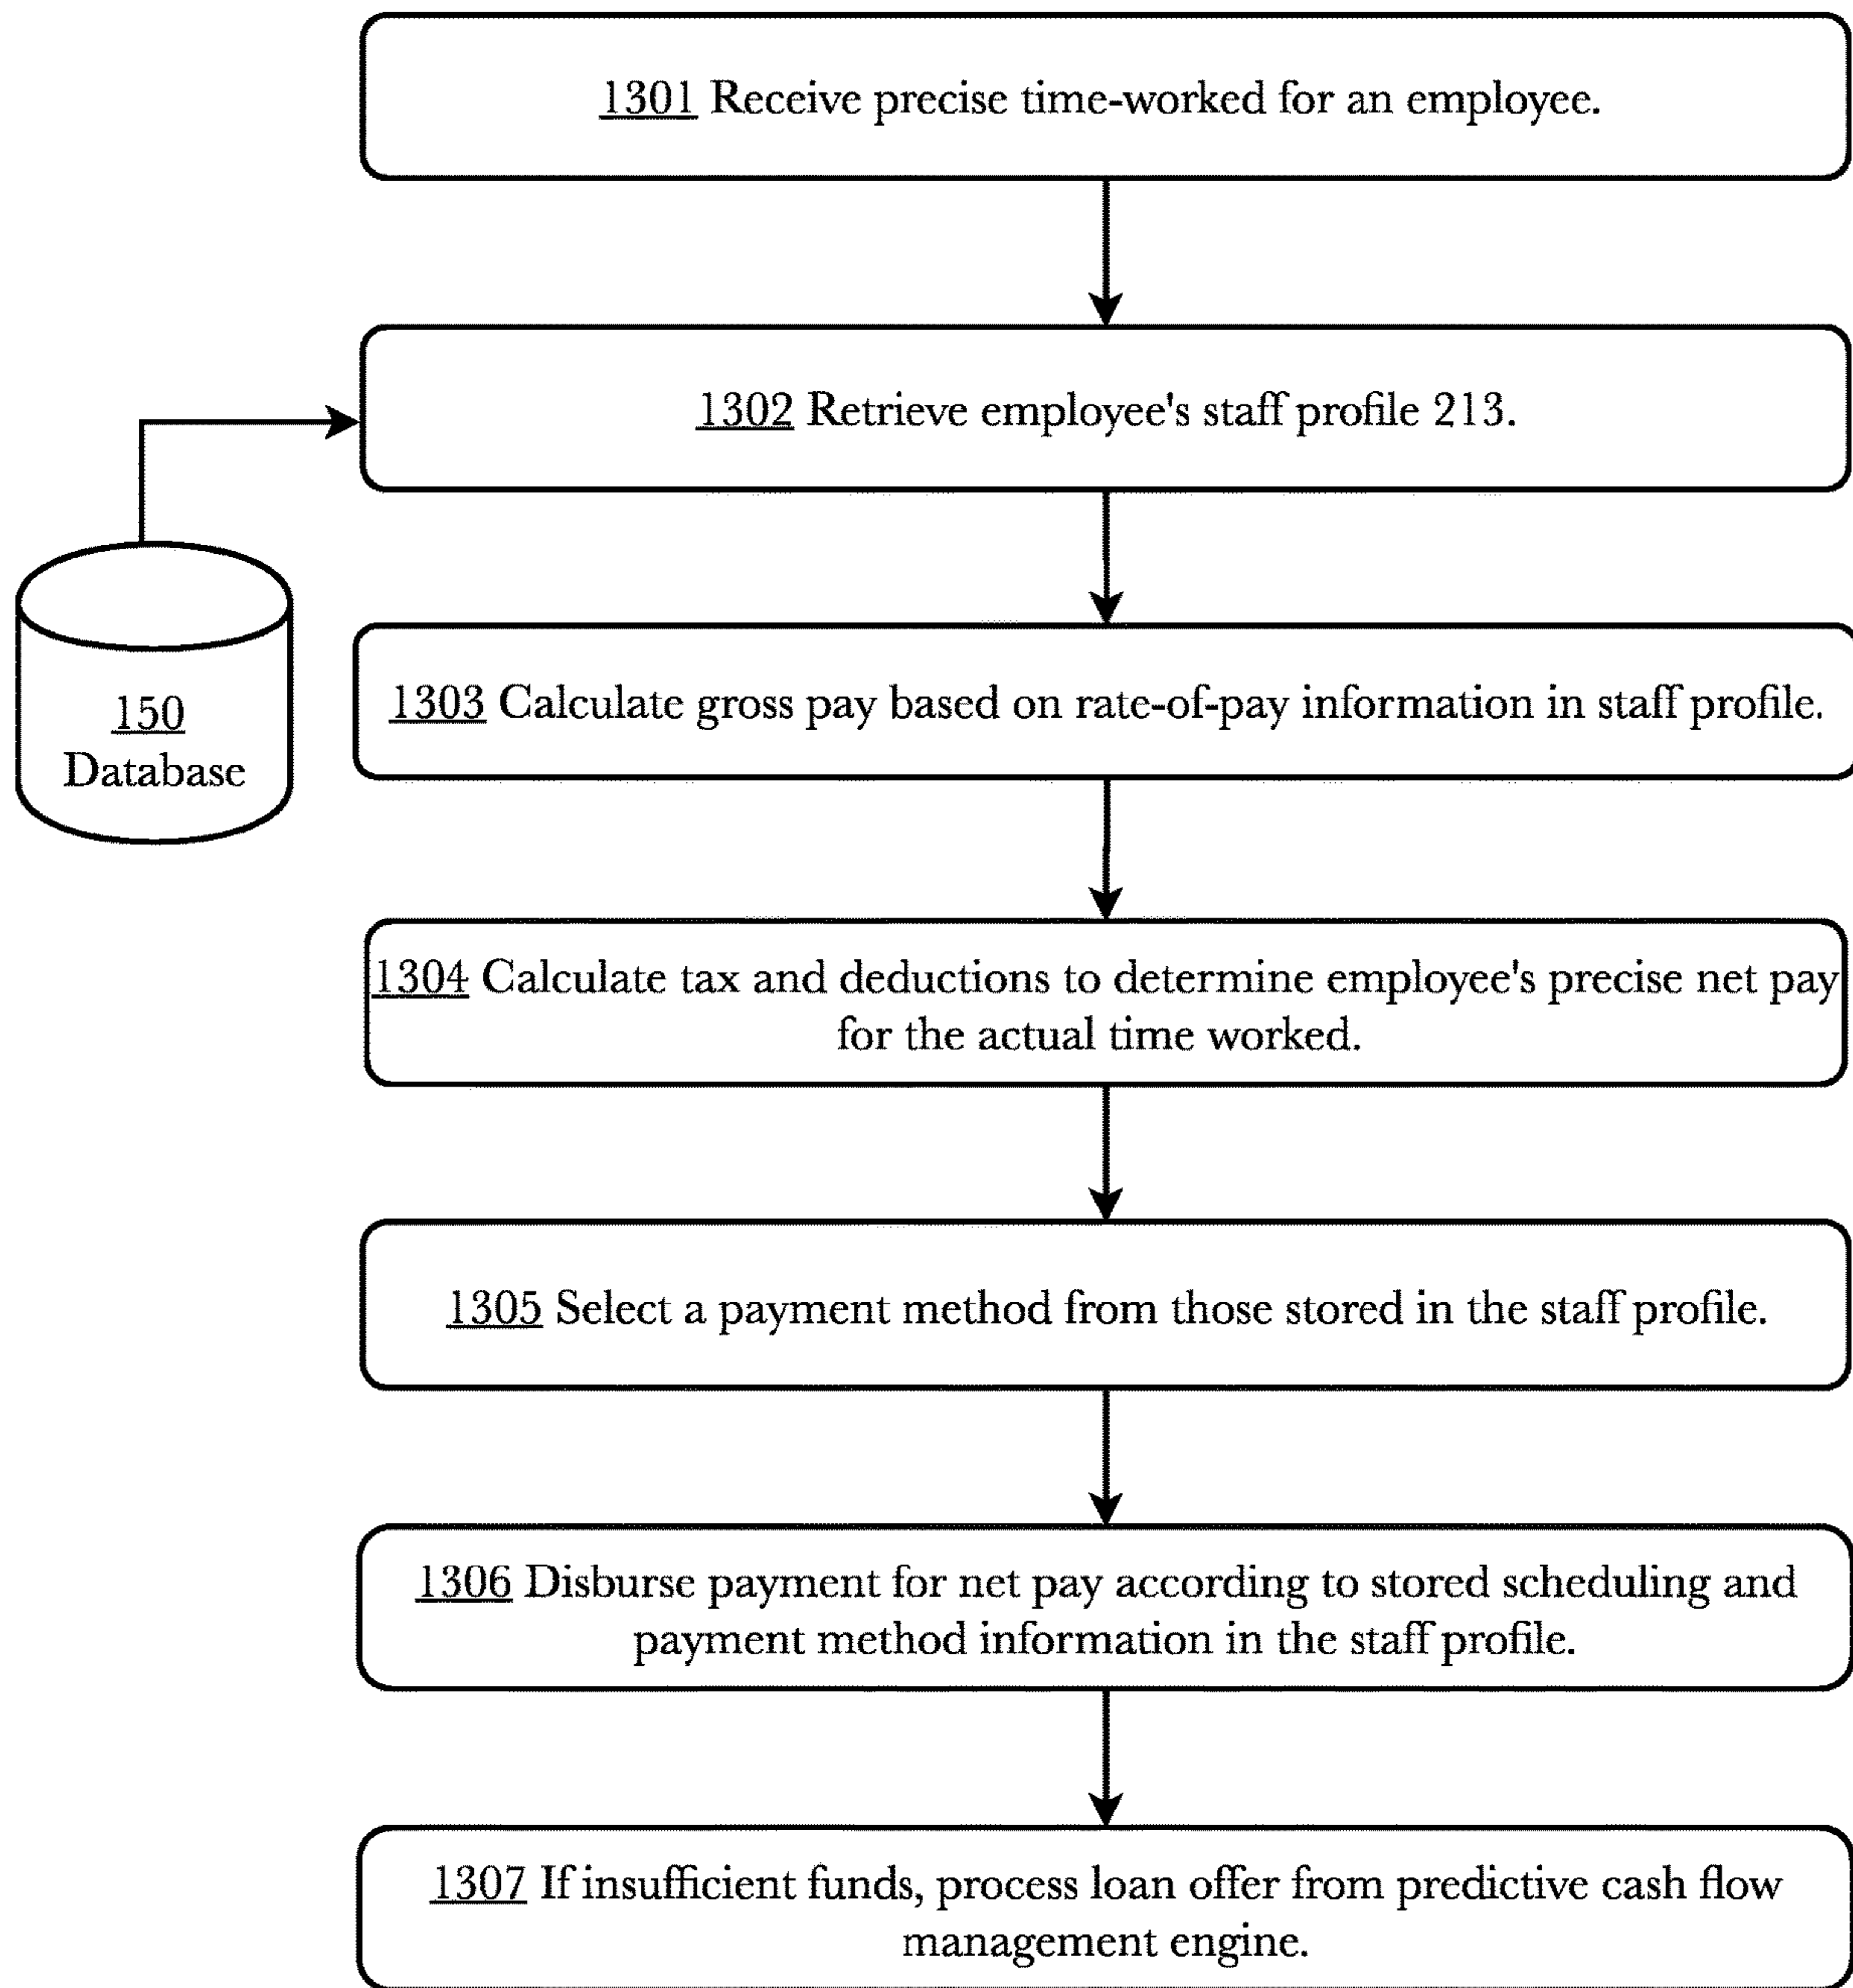 1301 Receive precise time-worked for an employee.
1302 Retrieve employee's staff profile 213.
150
Database
1303 Calculate gross pay based on rate-of-pay information in staff profile.
1304 Calculate tax and deductions to determine employee's precise net pay
for the actual time worked.
1305 Select a payment method from those stored in the staff profile.
1306 Disburse payment for net pay according to stored scheduling and
payment method information in the staff profile.
1307 If insufficient funds, process loan offer from predictive cash flow
management engine.